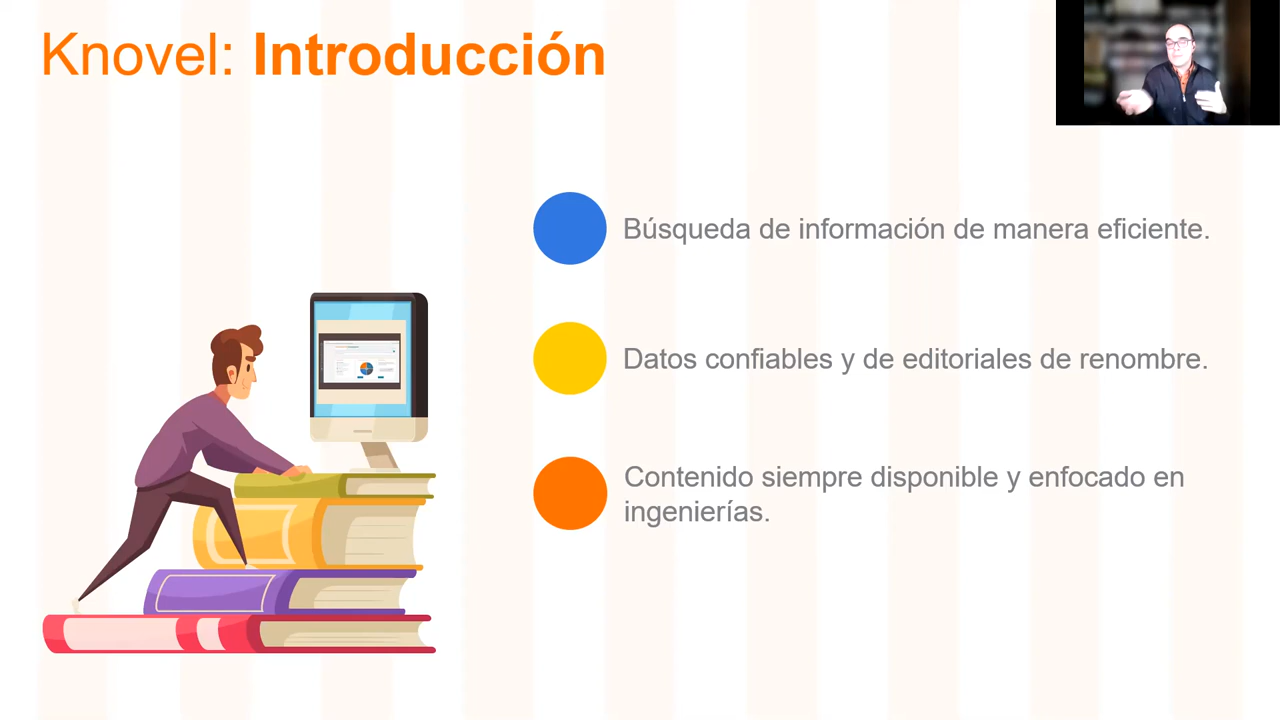 Knovel: Introducción
Búsqueda de información de manera eficiente.
Datos confiables y de editoriales de renombre.
Contenido siempre disponible y enfocado en
ingenierías.